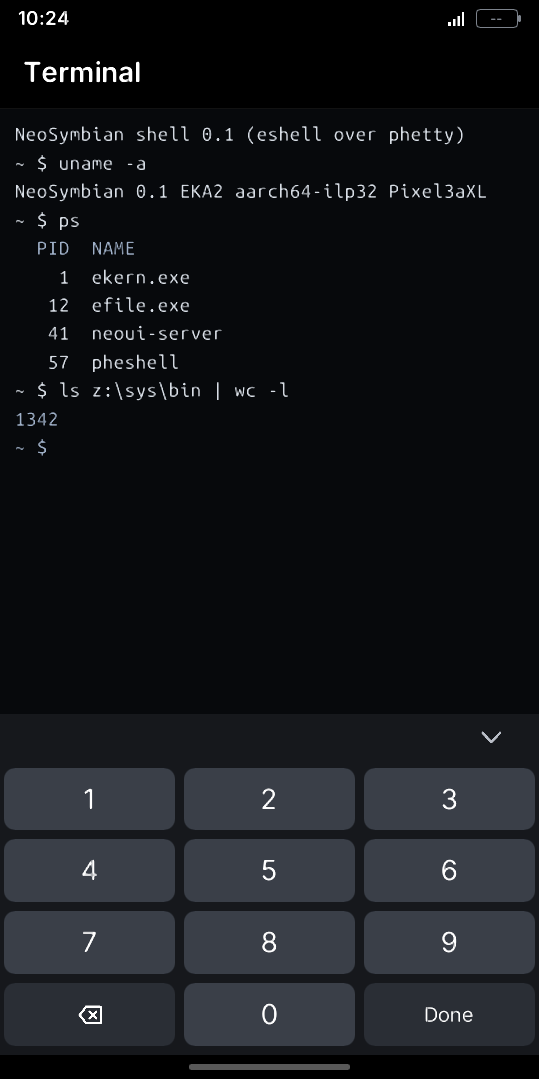 10:24
--
Terminal
NeoSymbian shell 0.1 (eshell over phetty)
~ $ uname -a
NeoSymbian 0.1 EKA2 aarch64-ilp32 Pixel3aXL
~ $ ps
PID NAME
1 ekern.exe
12 efile.exe
41 neoui-server
57 pheshell
~ $ ls z:\sys\bin | wc -l
1342
~ $
1 2 3
4 5 6
7 8 9
0 Done